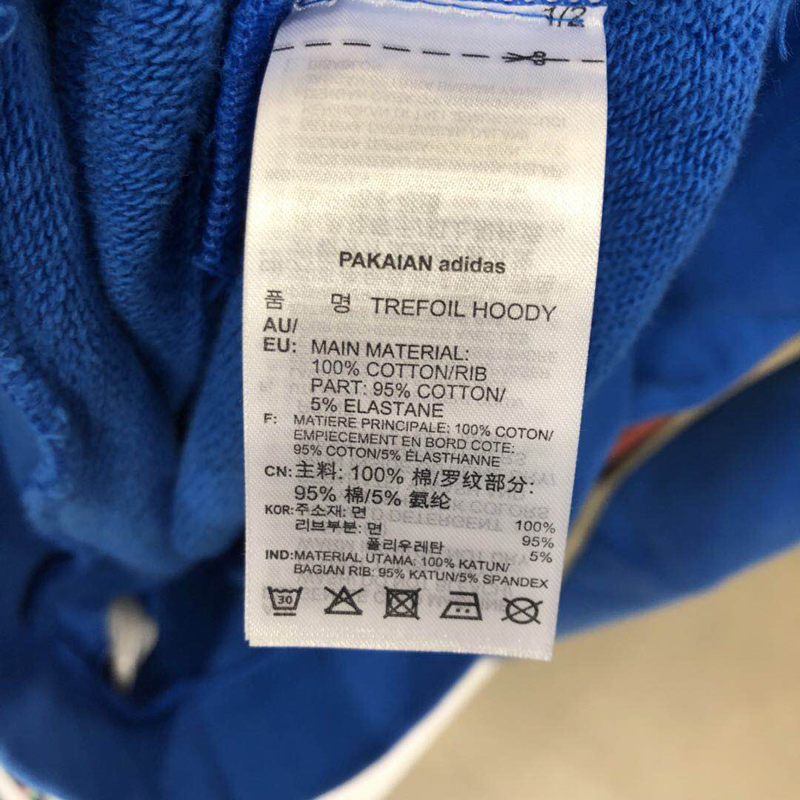 1/2
PAKAIAN adidas
품 명 TREFOIL HOODY
AU/
EU: MAIN MATERIAL:
100% COTTON/RIB
PART: 95% COTTON/
5% ELASTANE
F: MATIERE PRINCIPALE: 100% COTON/
EMPIECEMENT EN BORD COTE:
95% COTON/5% ÉLASTHANNE
CN:主料: 100% 棉/罗纹部分:
95% 棉/5% 氨纶
KOR:주소재: 면 100%
리브부분: 면 95%
폴리우레탄 5%
IND:MATERIAL UTAMA: 100% KATUN/
BAGIAN RIB: 95% KATUN/5% SPANDEX
30